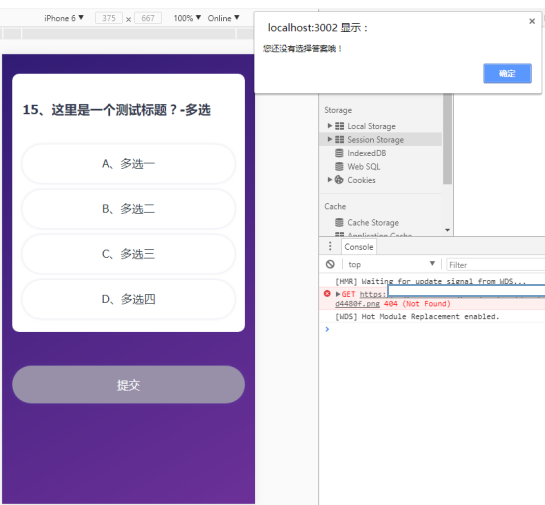 iPhone 6 ▼ 375 x 667 100% ▼ Online ▼
localhost:3002 显示：
您还没有选择答案哦！
确定
15、这里是一个测试标题？-多选
A、多选一
B、多选二
C、多选三
D、多选四
提交
Storage
Local Storage
Session Storage
IndexedDB
Web SQL
Cookies
Cache
Cache Storage
Application Cache
Console
top ▼ Filter
[HMR] Waiting for update signal from WDS...
GET https:
d4480f.png 404 (Not Found)
[WDS] Hot Module Replacement enabled.